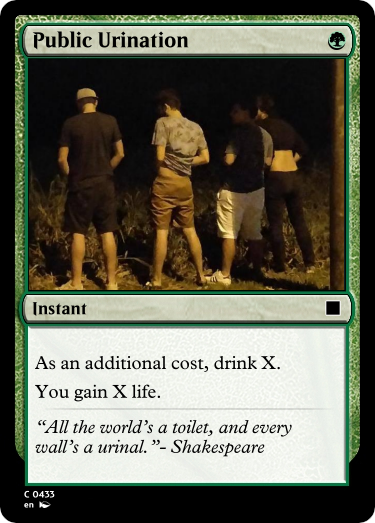 Public Urination
Instant
As an additional cost, drink X.
You gain X life.
“All the world's a toilet, and every
wall's a urinal.”- Shakespeare
C 0433
en